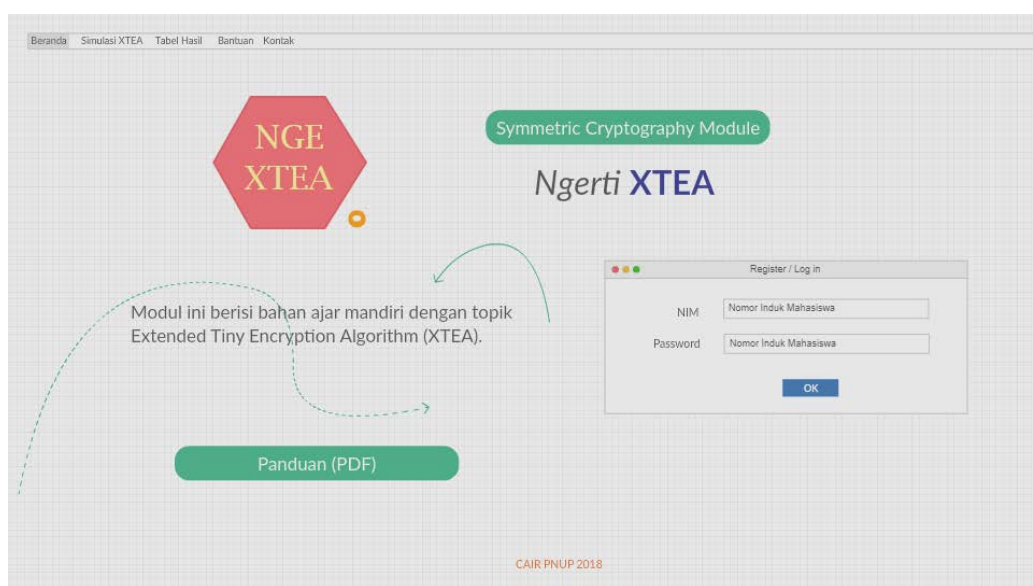 Beranda Simulasi XTEA Tabel Hasil Bantuan Kontak
NGE
XTEA
Symmetric Cryptography Module
Ngerti XTEA
Modul ini berisi bahan ajar mandiri dengan topik
Extended Tiny Encryption Algorithm (XTEA).
Register / Log in
NIM Nomor Induk Mahasiswa
Password Nomor Induk Mahasiswa
OK
Panduan (PDF)
CAIR PNUP 2018